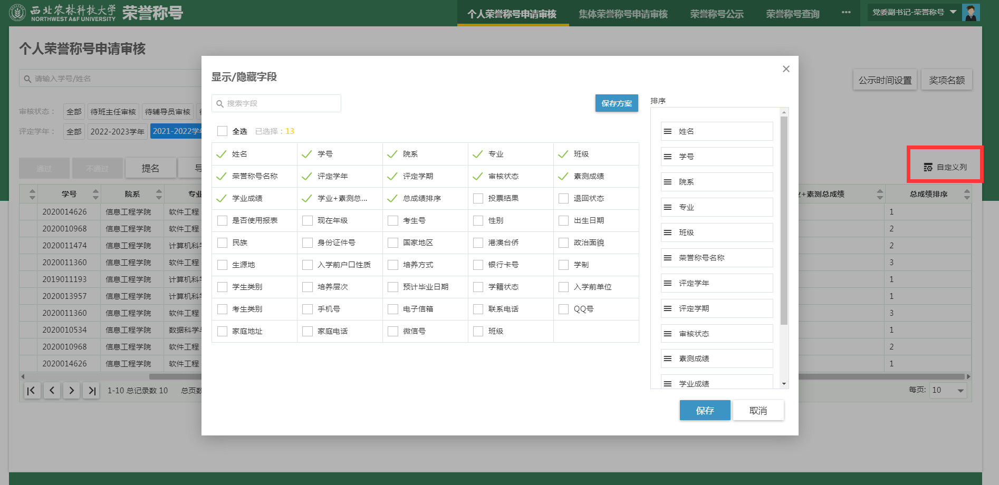 西北农林科技大学
NORTHWEST A&F UNIVERSITY
荣誉称号
个人荣誉称号申请审核
集体荣誉称号申请审核
荣誉称号公示
荣誉称号查询
•••
党委副书记-荣誉称号
个人荣誉称号申请审核
请输入学号/姓名
公示时间设置
奖项名额
审核状态：
全部
待班主任审核
待辅导员审核
评定学年：
全部
2022-2023学年
2021-2022学
通过
不通过
提名
导
自定义列
学号
院系
专业
+素测总成绩
总成绩排序
2020014626 信息工程学院 软件工程 1
2020010968 信息工程学院 软件工程 2
2020011474 信息工程学院 计算机科 2
2020011360 信息工程学院 软件工程 3
2019011193 信息工程学院 计算机科 1
2020013957 信息工程学院 计算机科 1
2020011360 信息工程学院 软件工程 3
2020010534 信息工程学院 数据科学 1
2020010968 信息工程学院 软件工程 2
2020014626 信息工程学院 软件工程 1
1-10 总记录数 10 总页数
每页: 10
显示/隐藏字段
搜索字段
保存方案
全选 已选择：13
姓名 学号 院系 专业 班级
荣誉称号名称 评定学年 评定学期 审核状态 素测成绩
学业成绩 学业+素测总... 总成绩排序 投票结果 退回状态
是否使用报表 现在年级 考生号 性别 出生日期
民族 身份证件号 国家地区 港澳台侨 政治面貌
生源地 入学前户口性质 培养方式 银行卡号 学制
学生类别 培养层次 预计毕业日期 学籍状态 入学前单位
考生类别 手机号 电子信箱 联系电话 QQ号
家庭地址 家庭电话 微信号 班级
排序
姓名
学号
院系
专业
班级
荣誉称号名称
评定学年
评定学期
审核状态
素测成绩
学业成绩
保存
取消